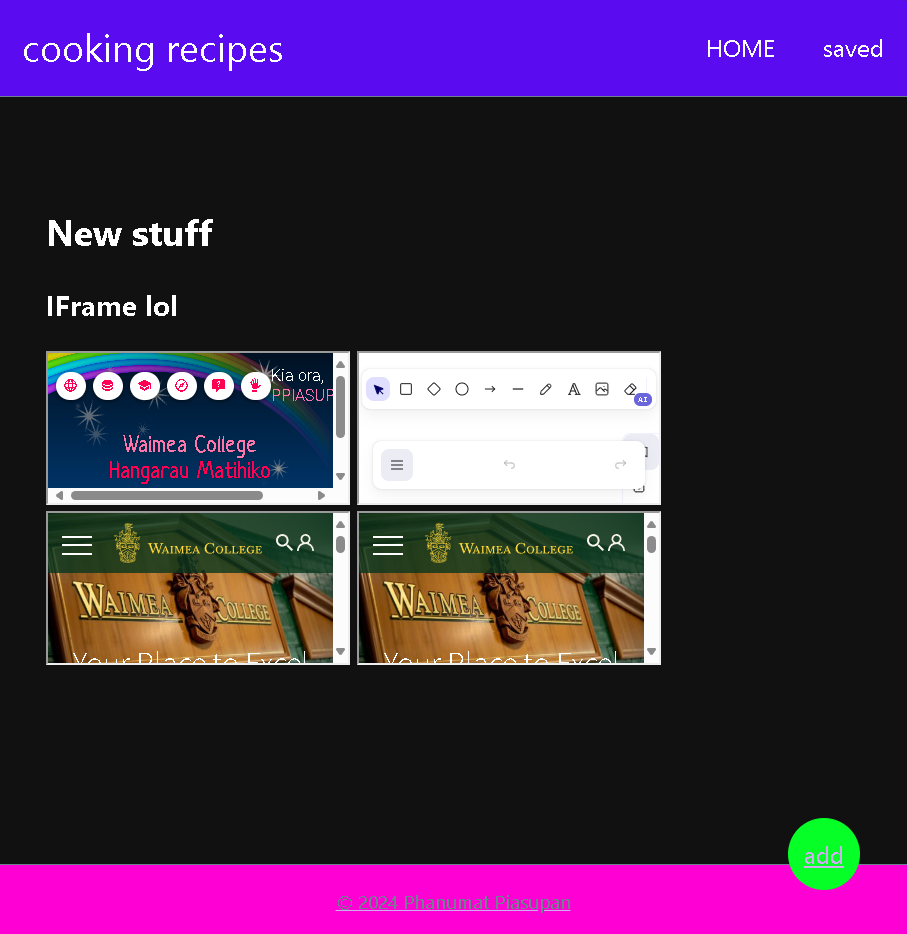 cooking recipes
HOME
saved
New stuff
IFrame lol
Kia ora,
PPIASUP
Waimea College
Hangarau Matihiko
A
AI
WAIMEA COLLEGE
WAIMEA COLLEGE
Your Place to Excel
WAIMEA COLLEGE
WAIMEA COLLEGE
Your Place to Excel
add
© 2024 Phanumat Piasupan